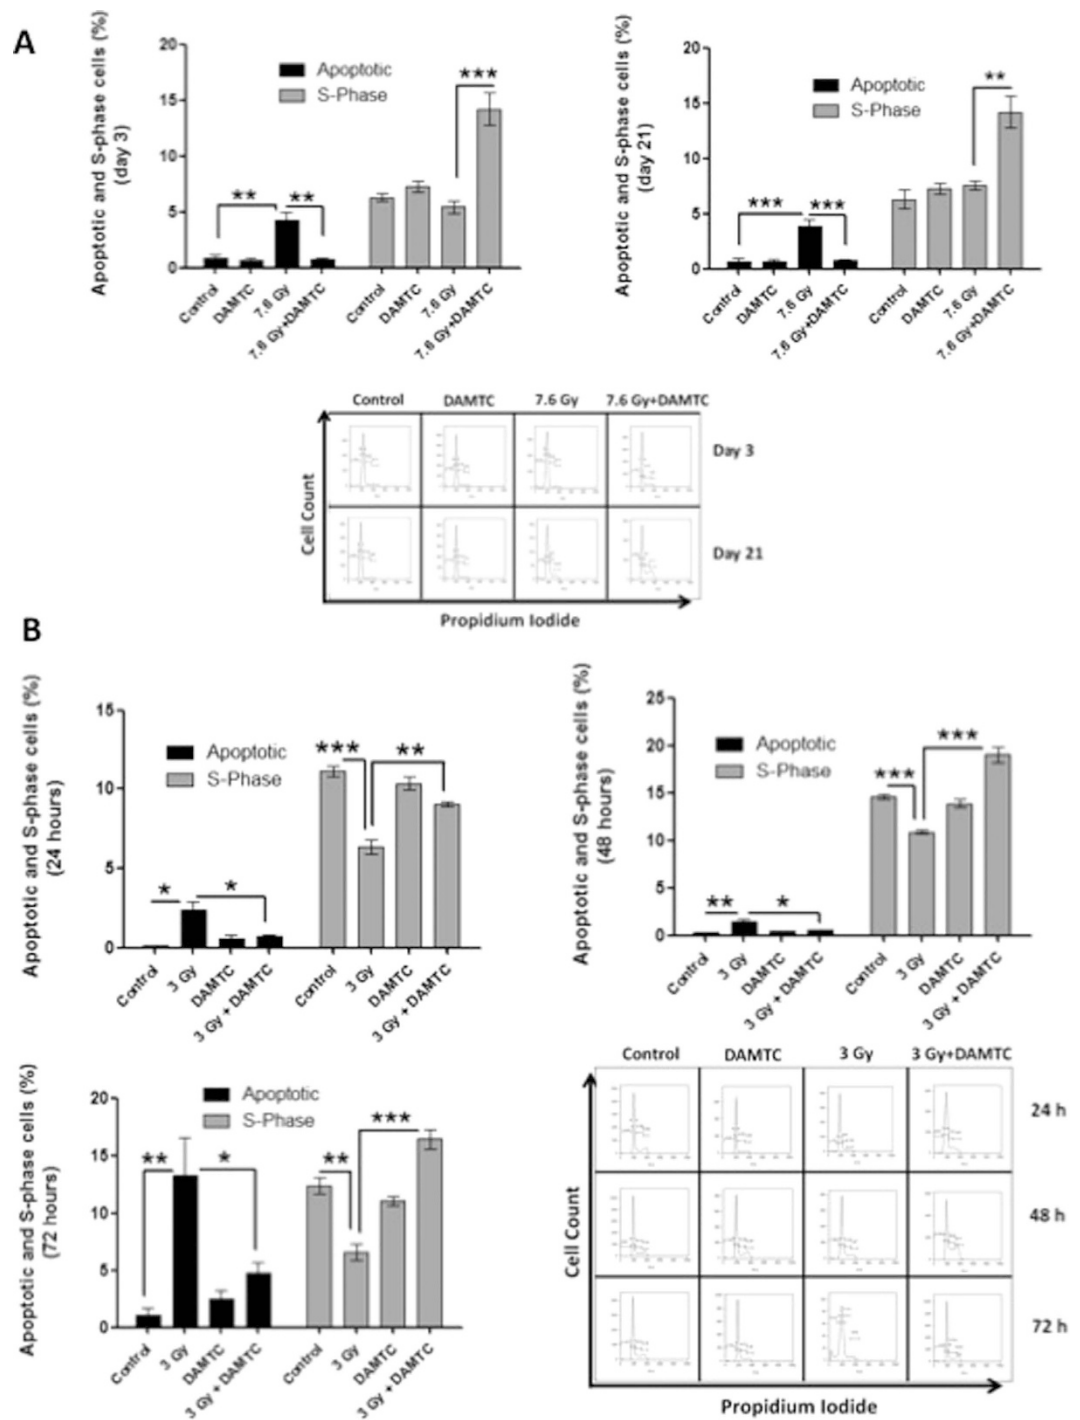 A
Apoptotic and S-phase cells (%)
(day 3)
20
15
10
5
0
Apoptotic
S-Phase
***
**
**
Control
DAMTC
7.6 Gy
7.6 Gy+DAMTC
Control
DAMTC
7.6 Gy
7.6 Gy+DAMTC
Apoptotic and S-phase cells (%)
(day 21)
20
15
10
5
0
Apoptotic
S-Phase
**
***
***
Control
DAMTC
7.6 Gy
7.6 Gy+DAMTC
Control
DAMTC
7.6 Gy
7.6 Gy+DAMTC
Control DAMTC 7.6 Gy 7.6 Gy+DAMTC
Day 3
Day 21
Cell Count
Propidium Iodide
B
Apoptotic and S-phase cells (%)
(24 hours)
15
10
5
0
Apoptotic
S-Phase
***
**
*
*
Control
3 Gy
DAMTC
3 Gy + DAMTC
Control
3 Gy
DAMTC
3 Gy + DAMTC
Apoptotic and S-phase cells (%)
(48 hours)
25
20
15
10
5
0
Apoptotic
S-Phase
***
***
**
*
Control
3 Gy
DAMTC
3 Gy + DAMTC
Control
3 Gy
DAMTC
3 Gy + DAMTC
Apoptotic and S-phase cells (%)
(72 hours)
20
15
10
5
0
Apoptotic
S-Phase
***
**
*
**
Control
3 Gy
DAMTC
3 Gy + DAMTC
Control
3 Gy
DAMTC
3 Gy + DAMTC
Control DAMTC 3 Gy 3 Gy+DAMTC
24 h
48 h
72 h
Cell Count
Propidium Iodide